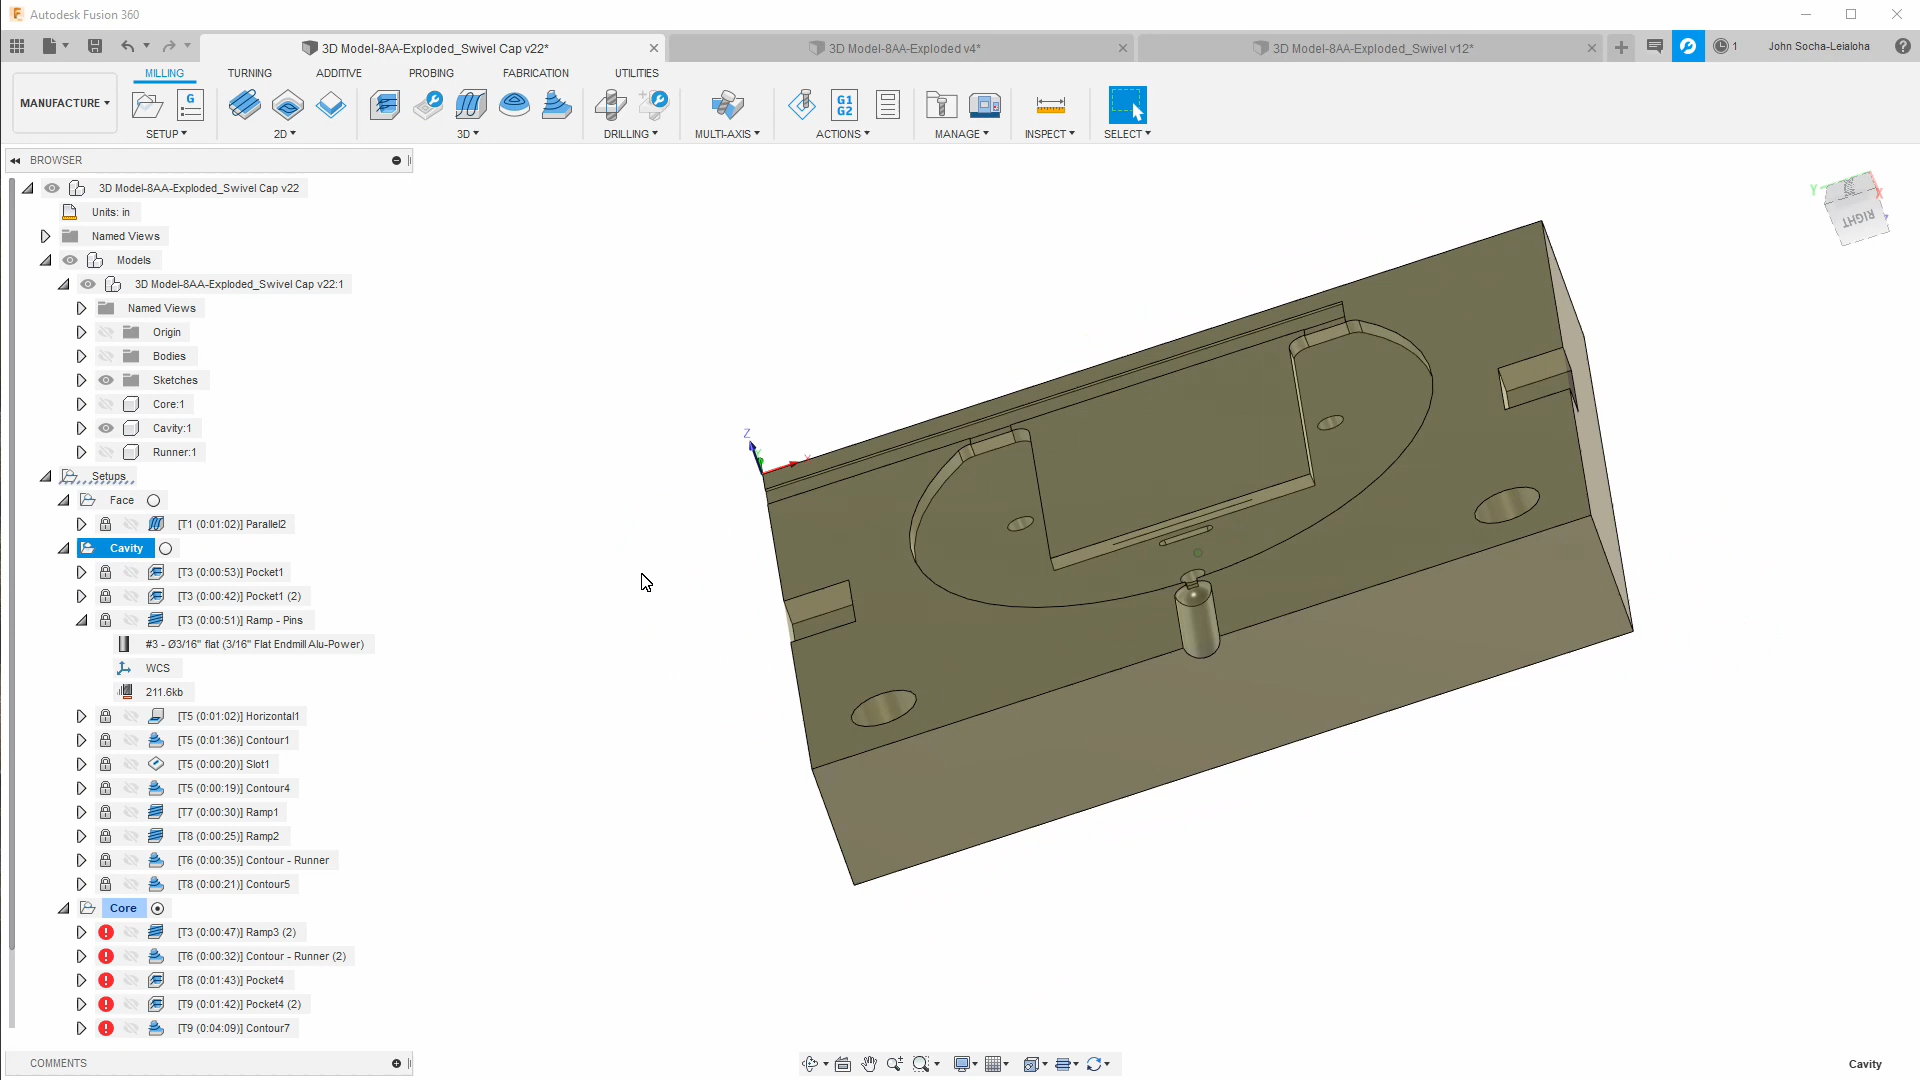 Autodesk Fusion 360
3D Model-8AA-Exploded_Swivel Cap v22*
3D Model-8AA-Exploded v4*
3D Model-8AA-Exploded_Swivel v12*
1
John Socha-Leialoha
MILLING
TURNING
ADDITIVE
PROBING
FABRICATION
UTILITIES
MANUFACTURE
G
G1
G2
SETUP
2D
3D
DRILLING
MULTI-AXIS
ACTIONS
MANAGE
INSPECT
SELECT
BROWSER
3D Model-8AA-Exploded_Swivel Cap v22
Units: in
Named Views
Models
3D Model-8AA-Exploded_Swivel Cap v22:1
Named Views
Origin
Bodies
Sketches
Core:1
Cavity:1
Runner:1
Setups
Face
[T1 (0:01:02)] Parallel2
Cavity
[T3 (0:00:53)] Pocket1
[T3 (0:00:42)] Pocket1 (2)
[T3 (0:00:51)] Ramp - Pins
#3 - Ø3/16" flat (3/16" Flat Endmill Alu-Power)
WCS
211.6kb
[T5 (0:01:02)] Horizontal1
[T5 (0:01:36)] Contour1
[T5 (0:00:20)] Slot1
[T5 (0:00:19)] Contour4
[T7 (0:00:30)] Ramp1
[T8 (0:00:25)] Ramp2
[T6 (0:00:35)] Contour - Runner
[T8 (0:00:21)] Contour5
Core
[T3 (0:00:47)] Ramp3 (2)
[T6 (0:00:32)] Contour - Runner (2)
[T8 (0:01:43)] Pocket4
[T9 (0:01:42)] Pocket4 (2)
[T9 (0:04:09)] Contour7
COMMENTS
Z
X
Y
X
RIGHT
Cavity